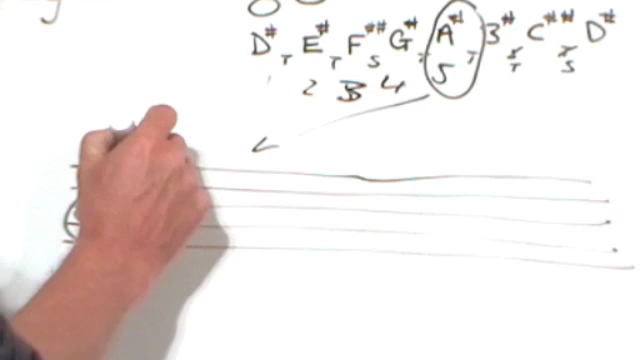 D# E# F## G# A# B# C## D#
T T S T T S T S
2 3 4 5